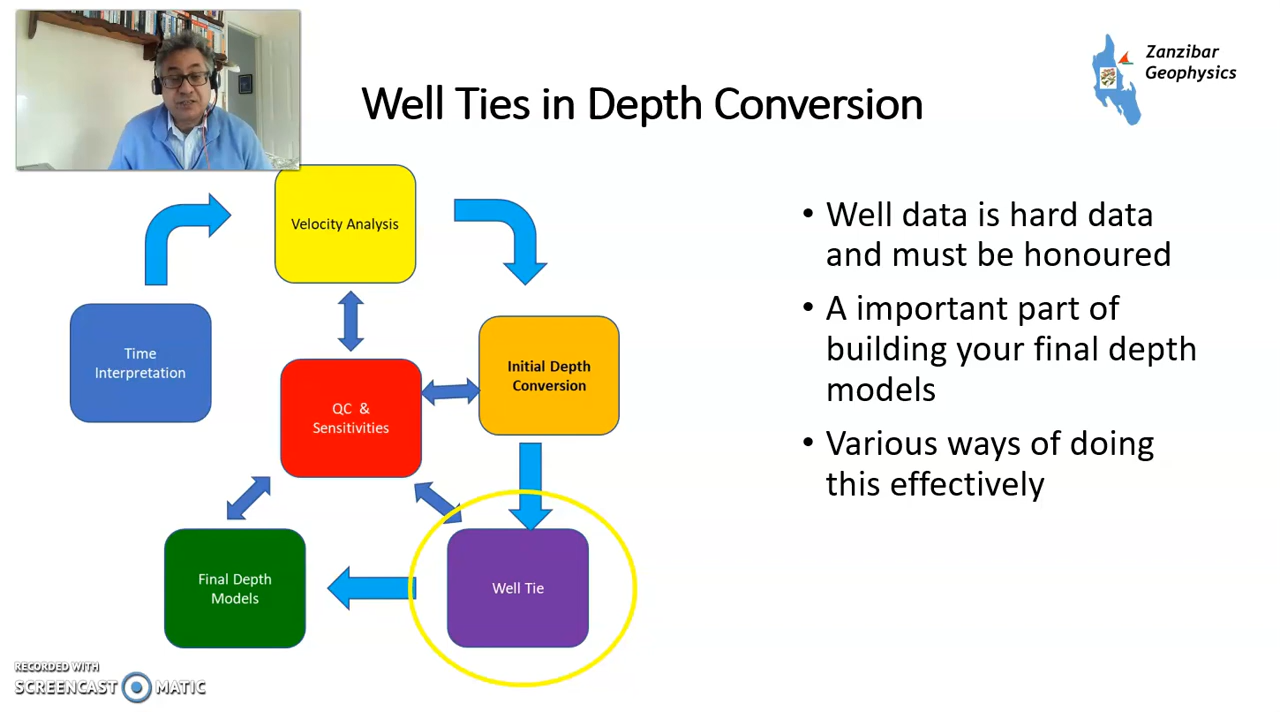 Zanzibar
Geophysics
Well Ties in Depth Conversion
Velocity Analysis
Time
Interpretation
Initial Depth
Conversion
QC &
Sensitivities
Final Depth
Models
Well Tie
• Well data is hard data
and must be honoured
• A important part of
building your final depth
models
• Various ways of doing
this effectively
RECORDED WITH
SCREENCAST MATIC